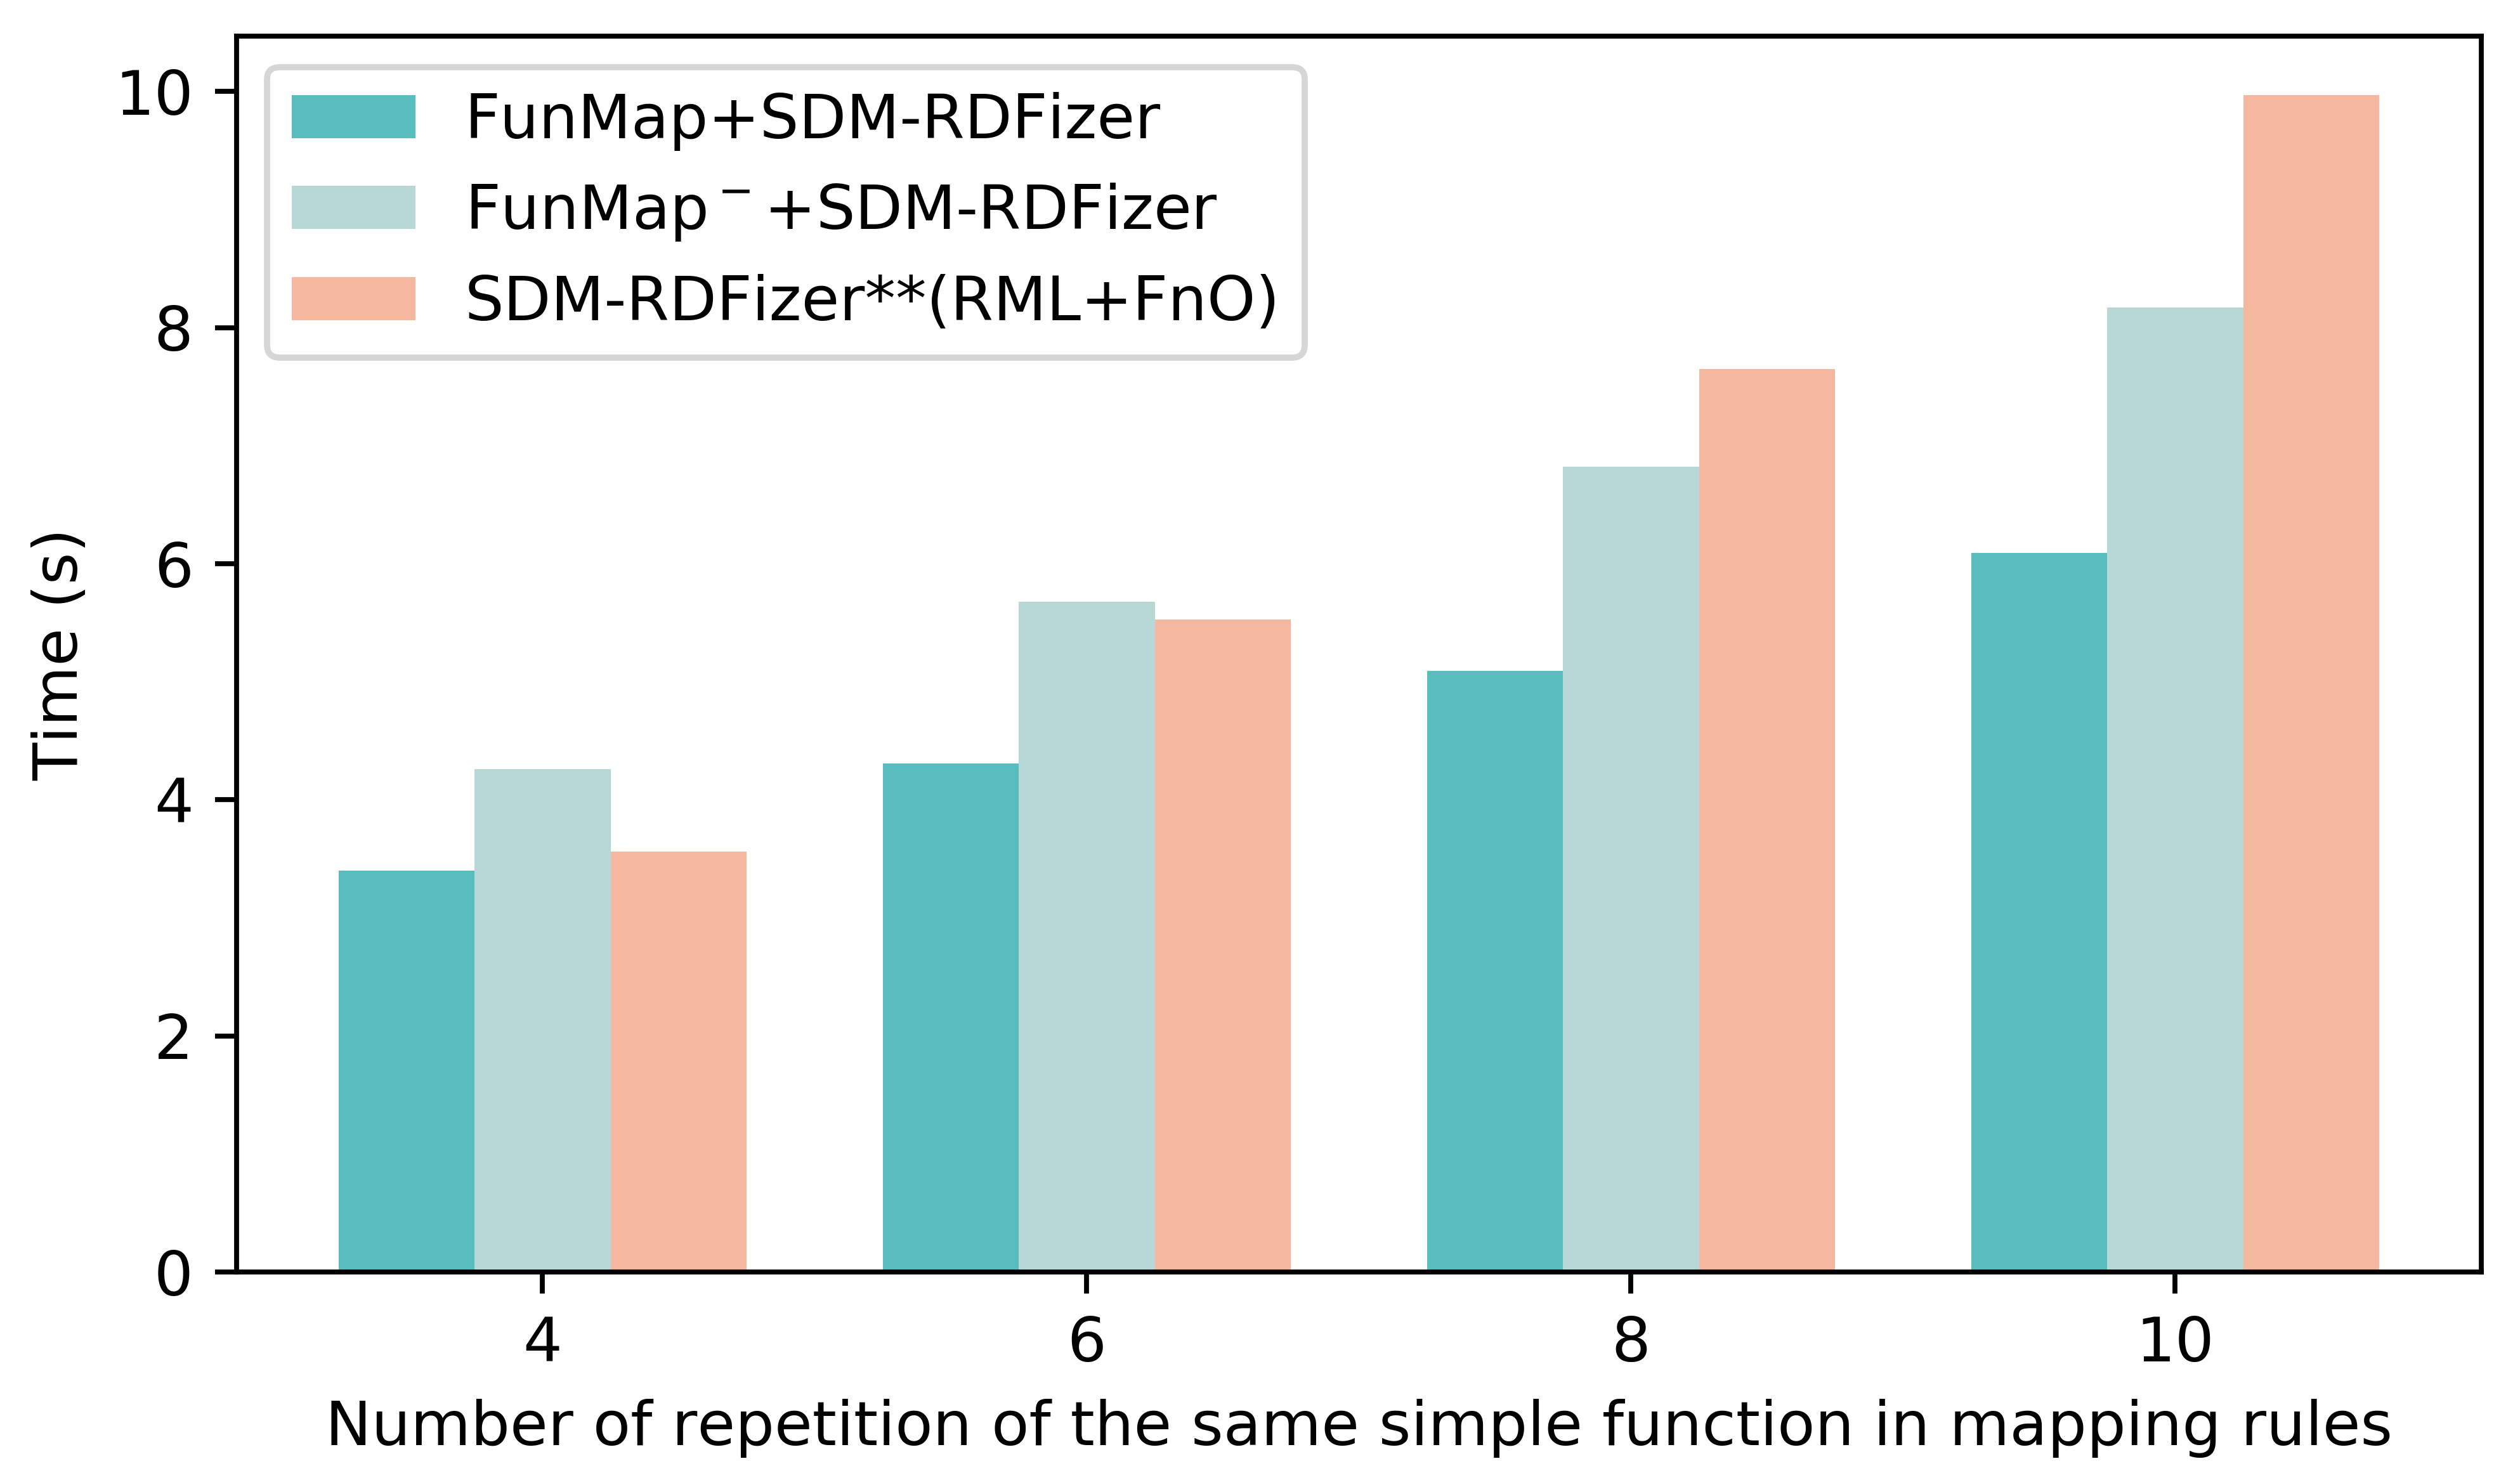 FunMap+SDM-RDFizer
FunMap⁻+SDM-RDFizer
SDM-RDFizer**(RML+FnO)
Time (s)
10
8
6
4
2
0
4 6 8 10
Number of repetition of the same simple function in mapping rules